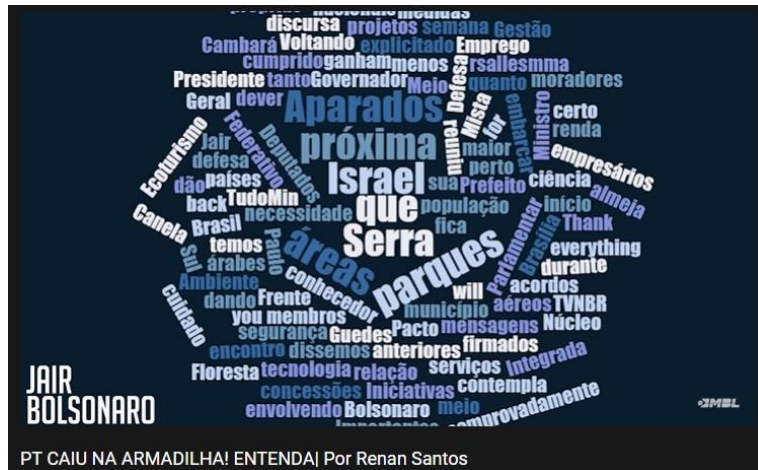 nacionais medidas
discursa projetos semana Gestão
Cambará Voltando explicitado Emprego
cumprido ganham menos rsallesmma
Presidente tanto Governador Meio Defesa quanto moradores
Geral dever Aparados reuniu Mista for embarcar Ministro certo
renda
Ecoturismo Jair Federativo Deputados próxima maior empresários
defesa perto
dão países Israel sua Prefeito ciência almeja
back TudoMin que população início
Canela Brasil necessidade Serra fica Parlamentar Brasília Thank
Sul temos Paulo áreas parques everything
árabes durante
Ambiente conhecedor will acordos
cuidado dando Frente município aéreos TVNBR
you membros Pacto mensagens Núcleo
segurança Guedes firmados
encontro dissemos anteriores Integrada
Floresta tecnologia relação serviços
concessões Iniciativas contempla
envolvendo Bolsonaro meio comprovadamente
Importantes
JAIR
BOLSONARO
MBL
PT CAIU NA ARMADILHA! ENTENDA| Por Renan Santos